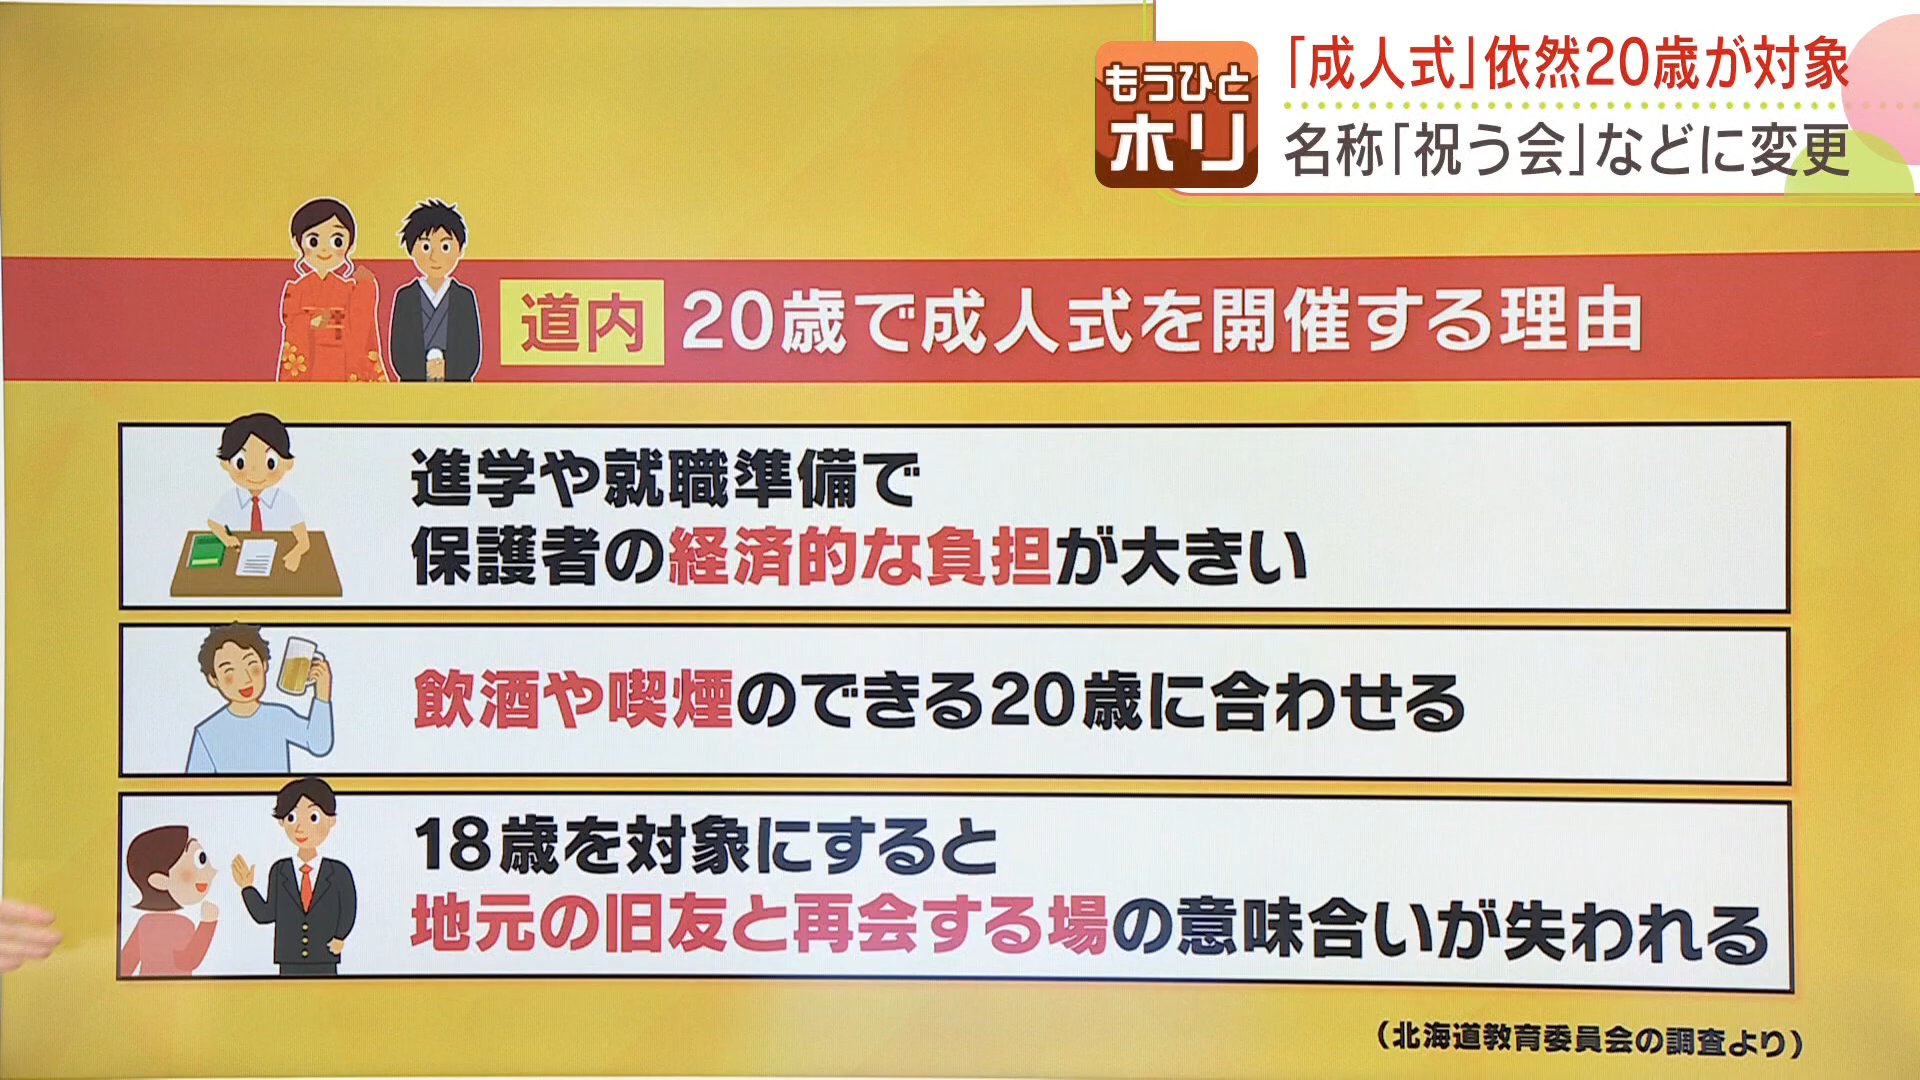 「成人式」依然20歳が対象
もうひと
ホリ
名称「祝う会」などに変更
道内 20歳で成人式を開催する理由
進学や就職準備で
保護者の経済的な負担が大きい
飲酒や喫煙のできる20歳に合わせる
18歳を対象にすると
地元の旧友と再会する場の意味合いが失われる
（北海道教育委員会の調査より）